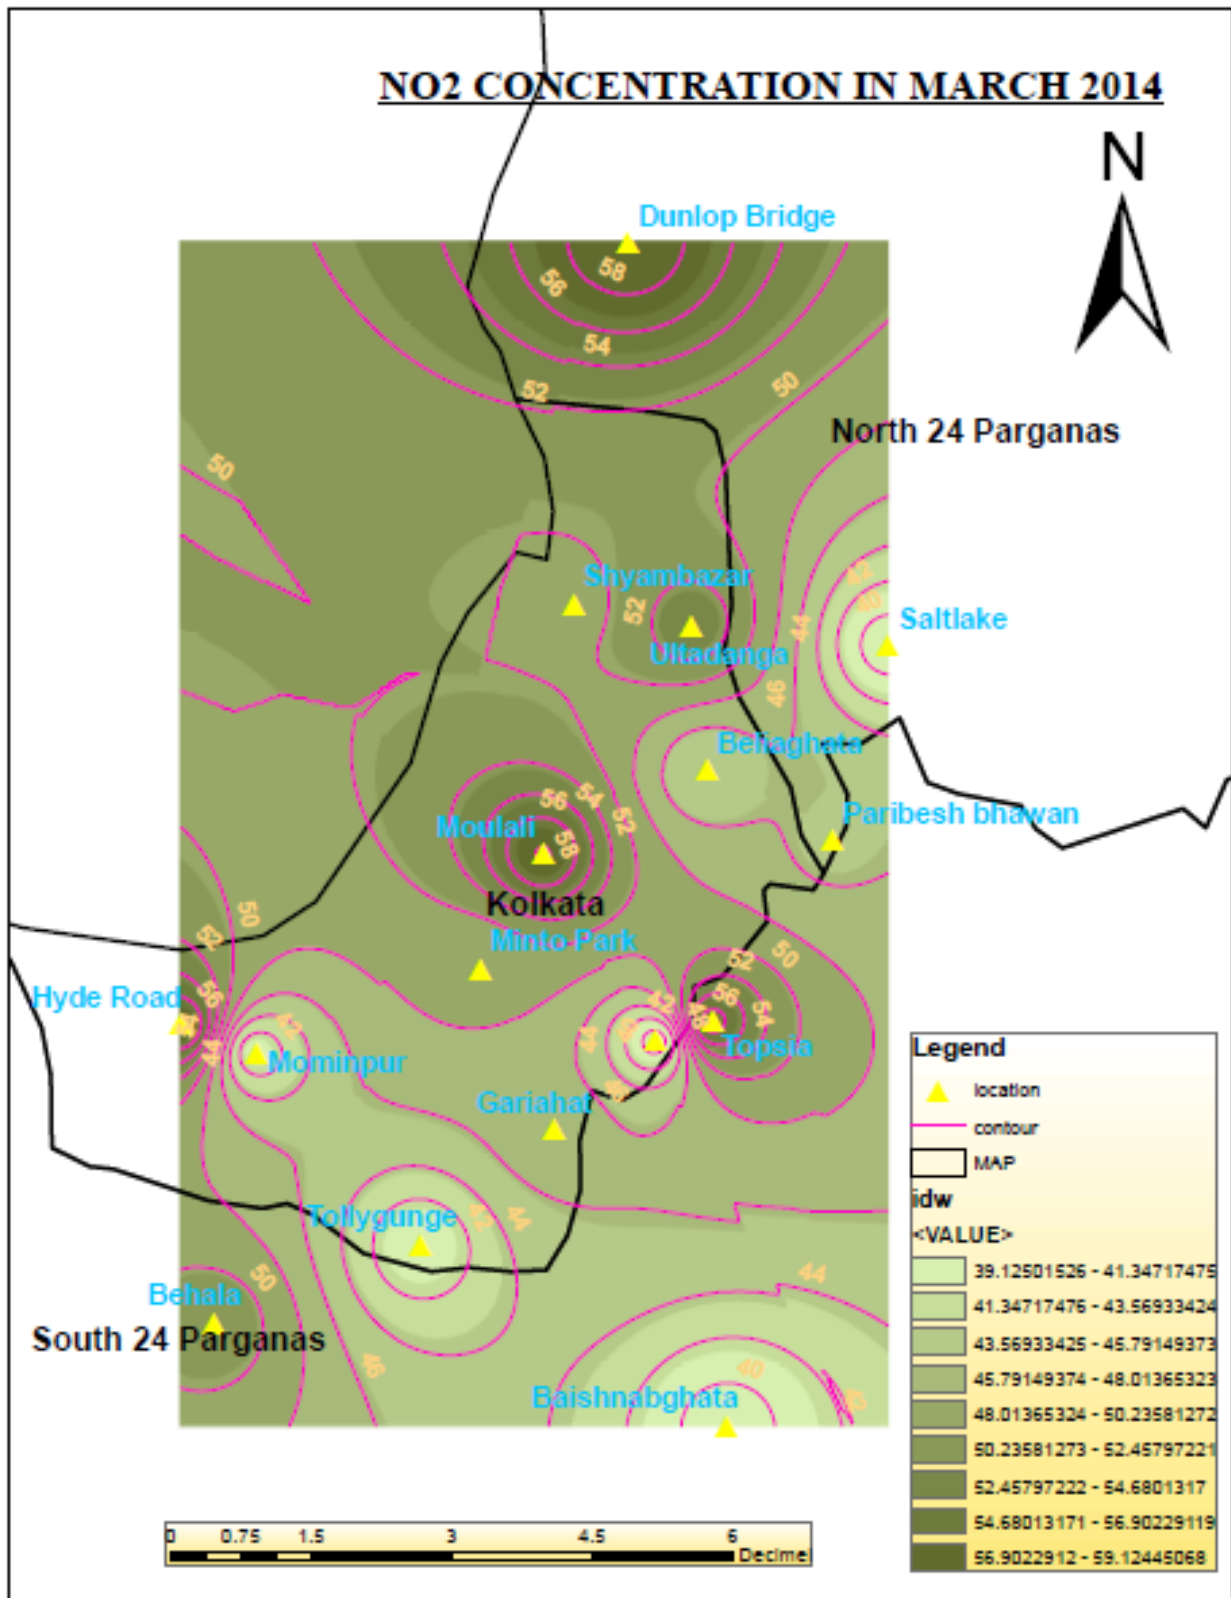 NO2 CONCENTRATION IN MARCH 2014
N
Dunlop Bridge
58
56
54
52
50
North 24 Parganas
50
Shyambazar
42
40
52
44
Saltlake
Ultadanga
46
Beliaghata
56
54
52
Paribesh bhawan
Moulali
58
Kolkata
50
52
Minto Park
50
52
Hyde Road
56
42
56
54
44
42
44
Topsia
Mominpur
Gariahat
Tollygunge
42
44
50
44
Behala
South 24 Parganas
46
40
42
Baishnabghata
Legend
location
contour
MAP
idw
<VALUE>
39.12501526 - 41.34717475
41.34717476 - 43.56933424
43.56933425 - 45.79149373
45.79149374 - 48.01365323
48.01365324 - 50.23581272
50.23581273 - 52.45797221
52.45797222 - 54.6801317
54.68013171 - 56.90229119
56.9022912 - 59.12445068
0 0.75 1.5 3 4.5 6
Decimel